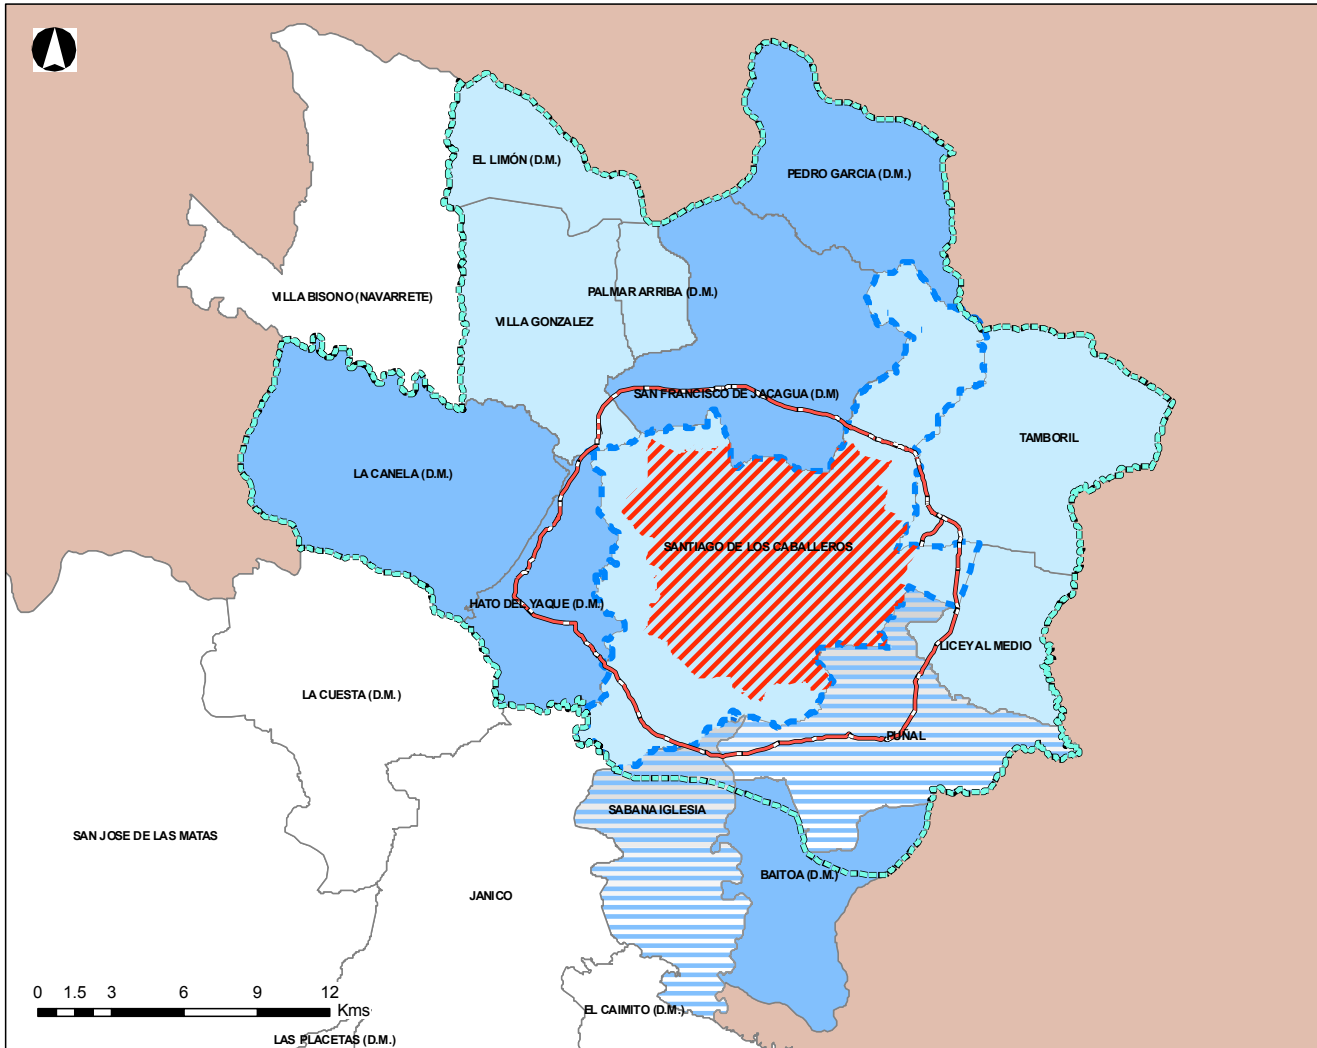 EL LIMÓN (D.M.)
PEDRO GARCIA (D.M.)
VILLA BISONO (NAVARRETE)
PALMAR ARRIBA (D.M.)
VILLA GONZALEZ
SAN FRANCISCO DE JACAGUA (D.M)
TAMBORIL
LA CANELA (D.M.)
SANTIAGO DE LOS CABALLEROS
HATO DEL YAQUE (D.M.)
LICEY AL MEDIO
LA CUESTA (D.M.)
PUÑAL
SABANA IGLESIA
SAN JOSE DE LAS MATAS
BAITOA (D.M.)
JANICO
0 1.5 3 6 9 12
Kms
EL CAIMITO (D.M.)
LAS PLACETAS (D.M.)